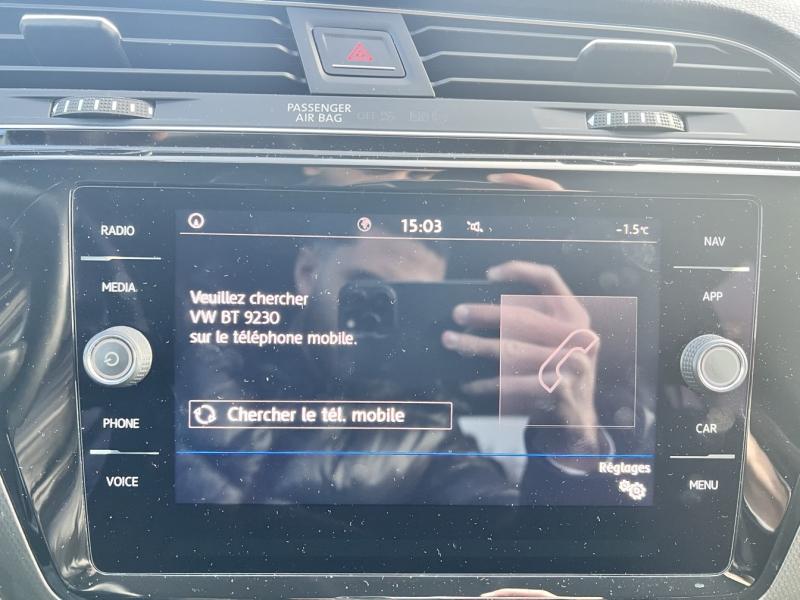 PASSENGER
AIR BAG OFF
RADIO
MEDIA
PHONE
VOICE
15:03
-1.5°C
Veuillez chercher
VW BT 9230
sur le téléphone mobile.
Chercher le tél. mobile
Réglages
NAV
APP
CAR
MENU